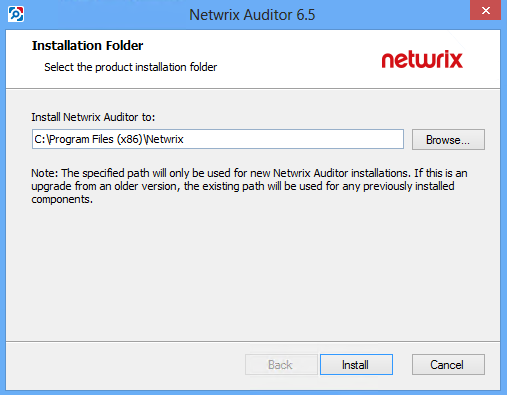 Netwrix Auditor 6.5
Installation Folder
Select the product installation folder
netwrix
Install Netwrix Auditor to:
C:\Program Files (x86)\Netwrix
Browse...
Note: The specified path will only be used for new Netwrix Auditor installations. If this is an
upgrade from an older version, the existing path will be used for any previously installed
components.
Back
Install
Cancel